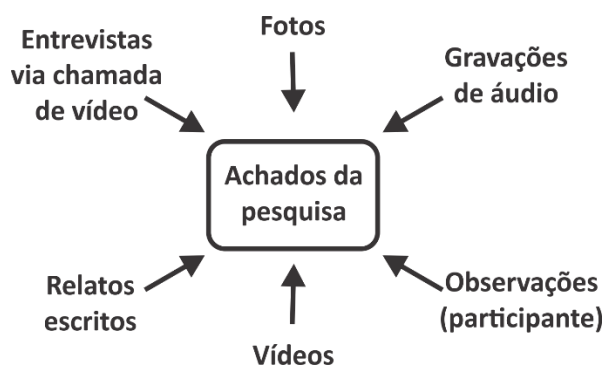 Entrevistas
via chamada
de vídeo
Fotos
Gravações
de áudio
Achados da
pesquisa
Relatos
escritos
Vídeos
Observações
(participante)